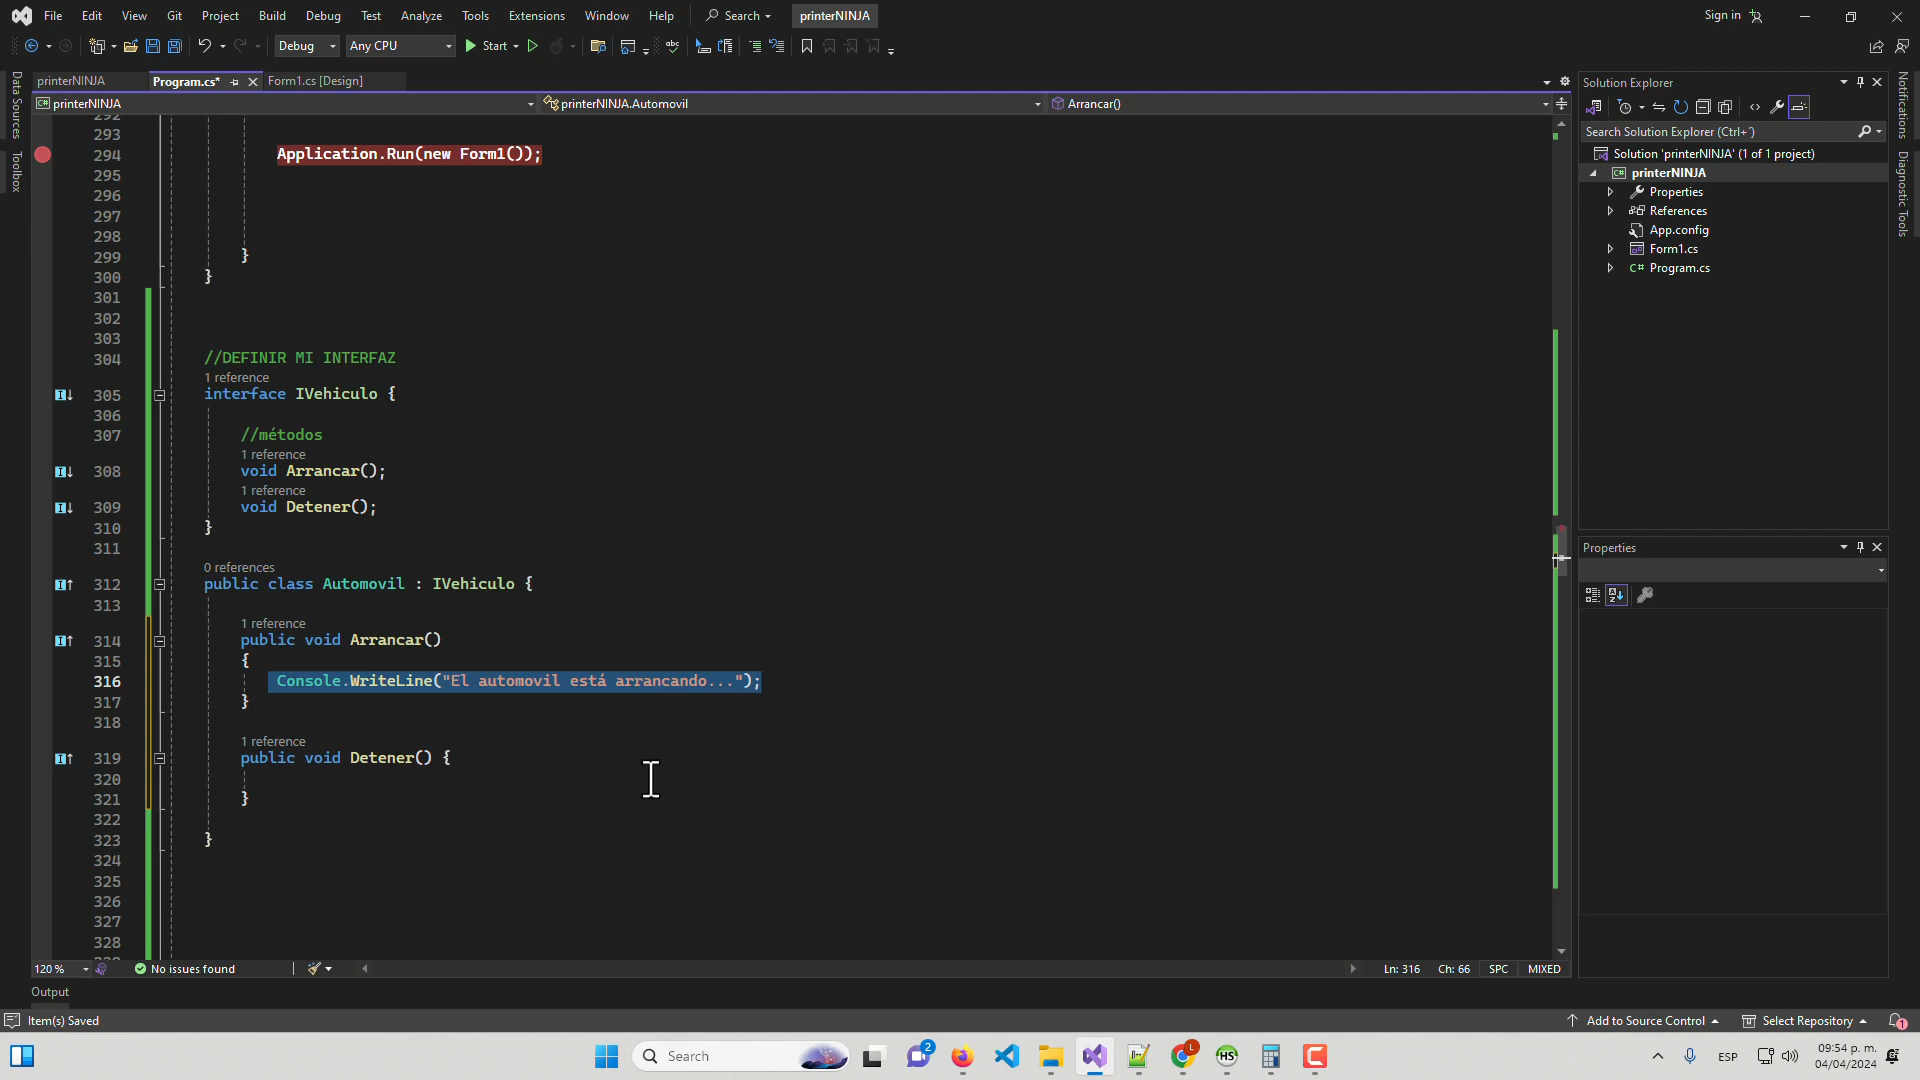 File Edit View Git Project Build Debug Test Analyze Tools Extensions Window Help Search printerNINJA Sign in
Debug Any CPU Start
printerNINJA Program.cs* Form1.cs [Design]
printerNINJA printerNINJA.Automovil Arrancar()
Data Sources
Toolbox
292
293
294 Application.Run(new Form1());
295
296
297
298
299 }
300 }
301
302
303
304 //DEFINIR MI INTERFAZ
1 reference
305 interface IVehiculo {
306
307 //métodos
1 reference
308 void Arrancar();
1 reference
309 void Detener();
310 }
311
0 references
312 public class Automovil : IVehiculo {
313
1 reference
314 public void Arrancar()
315 {
316 Console.WriteLine("El automovil está arrancando...");
317 }
318
1 reference
319 public void Detener() {
320
321 }
322
323 }
324
325
326
327
328
120 % No issues found Ln: 316 Ch: 66 SPC MIXED
Output
Item(s) Saved Add to Source Control Select Repository 1
Solution Explorer
Search Solution Explorer (Ctrl+´)
Solution 'printerNINJA' (1 of 1 project)
printerNINJA
Properties
References
App.config
Form1.cs
Program.cs
Properties
Notifications
Diagnostic Tools
Search 2 L HS ESP 09:54 p. m.
04/04/2024